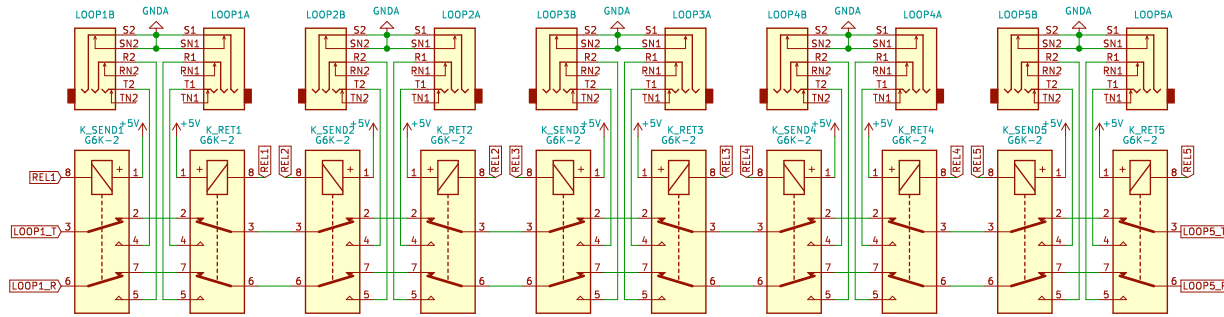 LOOP1B GNDA LOOP1A LOOP2B GNDA LOOP2A LOOP3B GNDA LOOP3A LOOP4B GNDA LOOP4A LOOP5B GNDA LOOP5A
S2 S1 S2 S1 S2 S1 S2 S1 S2 S1
SN2 SN1 SN2 SN1 SN2 SN1 SN2 SN1 SN2 SN1
R2 R1 R2 R1 R2 R1 R2 R1 R2 R1
RN2 RN1 RN2 RN1 RN2 RN1 RN2 RN1 RN2 RN1
T2 T1 T2 T1 T2 T1 T2 T1 T2 T1
TN2 TN1 TN2 TN1 TN2 TN1 TN2 TN1 TN2 TN1
+5V +5V +5V +5V +5V +5V +5V +5V +5V +5V
K_SEND1 K_RET1 K_SEND2 K_RET2 K_SEND3 K_RET3 K_SEND4 K_RET4 K_SEND5 K_RET5
G6K-2 G6K-2 G6K-2 G6K-2 G6K-2 G6K-2 G6K-2 G6K-2 G6K-2 G6K-2
REL1 8 + 1 1 + 8 REL1 REL2 8 + 1 1 + 8 REL2 REL3 8 + 1 1 + 8 REL3 REL4 8 + 1 1 + 8 REL4 REL5 8 + 1 1 + 8 REL5
2 2 2 2 2 2 2 2 2 2
LOOP1_T 3 3 3 3 3 3 3 3 3 3 LOOP5_T
4 4 4 4 4 4 4 4 4 4
7 7 7 7 7 7 7 7 7 7
LOOP1_R 6 6 6 6 6 6 6 6 6 6
5 5 5 5 5 5 5 5 5 5